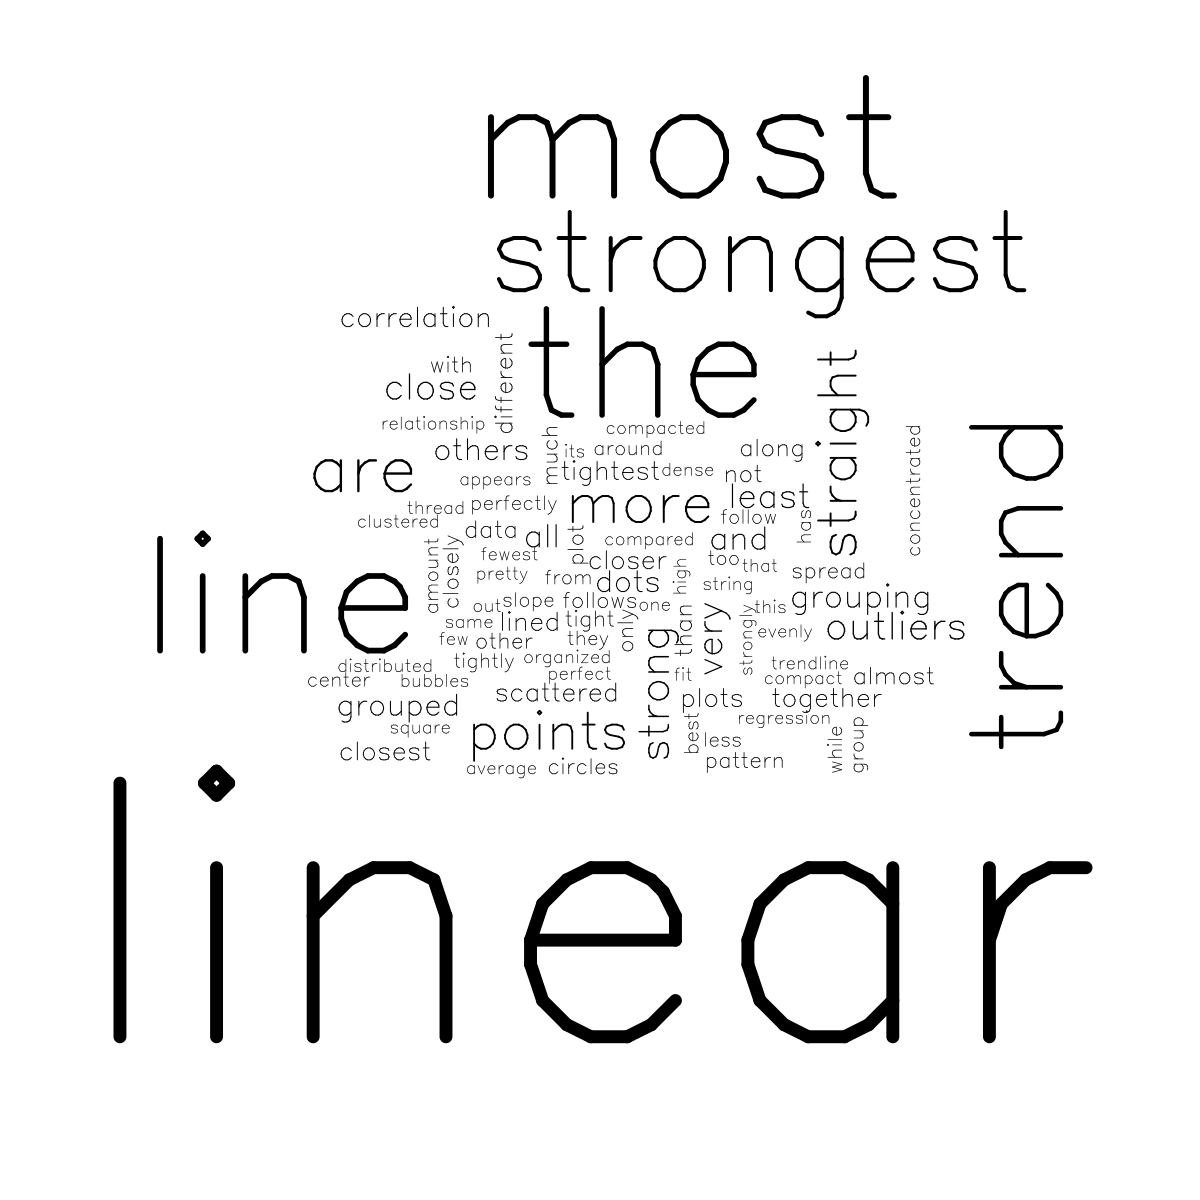 most
strongest
correlation
the
with
different
straight
close
relationship
compacted
trend
others
much
its
around
along
concentrated
are
tightest
dense
appears
not
more
least
thread
perfectly
clustered
follow
has
data
all
plot
compared
and
line
amount
closely
fewest
closer
too
that
pretty
from
dots
high
string
spread
out
slope
follows
one
this
grouping
same
lined
tight
only
than
very
strongly
evenly
outliers
few
other
they
distributed
tightly
organized
strong
trendline
center
bubbles
perfect
fit
compact
almost
scattered
plots
together
grouped
square
points
best
regression
closest
less
while
group
average
circles
pattern
linear